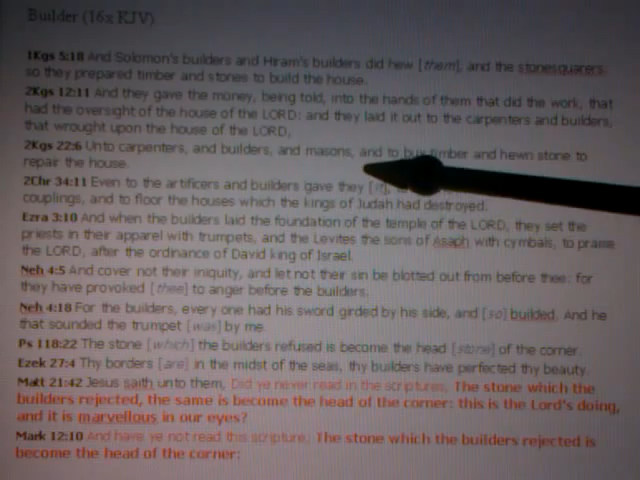 Builder (16x KJV)
1Kgs 5:18 And Solomon's builders and Hiram's builders did hew [them], and the stonesquarers:
so they prepared timber and stones to build the house.
2Kgs 12:11 And they gave the money, being told, into the hands of them that did the work, that
had the oversight of the house of the LORD: and they laid it out to the carpenters and builders,
that wrought upon the house of the LORD,
2Kgs 22:6 Unto carpenters, and builders, and masons, and to buy timber and hewn stone to
repair the house.
2Chr 34:11 Even to the artificers and builders gave they [it],
couplings, and to floor the houses which the kings of Judah had destroyed.
Ezra 3:10 And when the builders laid the foundation of the temple of the LORD, they set the
priests in their apparel with trumpets, and the Levites the sons of Asaph with cymbals, to praise
the LORD, after the ordinance of David king of Israel.
Neh 4:5 And cover not their iniquity, and let not their sin be blotted out from before thee: for
they have provoked [thee] to anger before the builders.
Neh 4:18 For the builders, every one had his sword girded by his side, and [so] builded. And he
that sounded the trumpet [was] by me.
Ps 118:22 The stone [which] the builders refused is become the head [stone] of the corner.
Ezek 27:4 Thy borders [are] in the midst of the seas, thy builders have perfected thy beauty.
Matt 21:42 Jesus saith unto them, Did ye never read in the scriptures, The stone which the
builders rejected, the same is become the head of the corner: this is the Lord's doing,
and it is marvellous in our eyes?
Mark 12:10 And have ye not read this scripture; The stone which the builders rejected is
become the head of the corner: